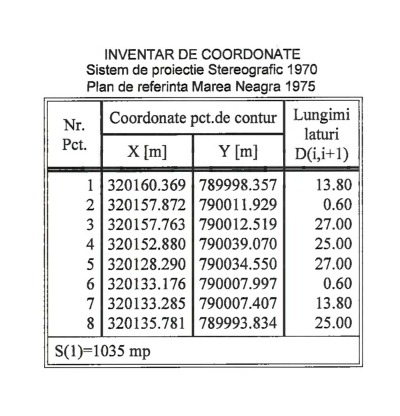 INVENTAR DE COORDONATE
Sistem de proiectie Stereografic 1970
Plan de referinta Marea Neagra 1975
Nr. Pct. Coordonate pct.de contur Lungimi laturi D(i,i+1)
X [m] Y [m]
1 320160.369 789998.357 13.80
2 320157.872 790011.929 0.60
3 320157.763 790012.519 27.00
4 320152.880 790039.070 25.00
5 320128.290 790034.550 27.00
6 320133.176 790007.997 0.60
7 320133.285 790007.407 13.80
8 320135.781 789993.834 25.00
S(1)=1035 mp